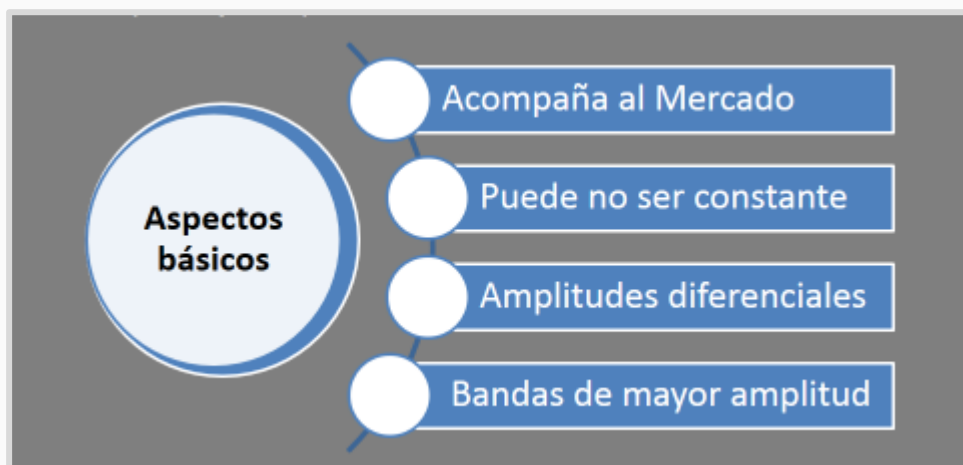 Aspectos
básicos
Acompaña al Mercado
Puede no ser constante
Amplitudes diferenciales
Bandas de mayor amplitud